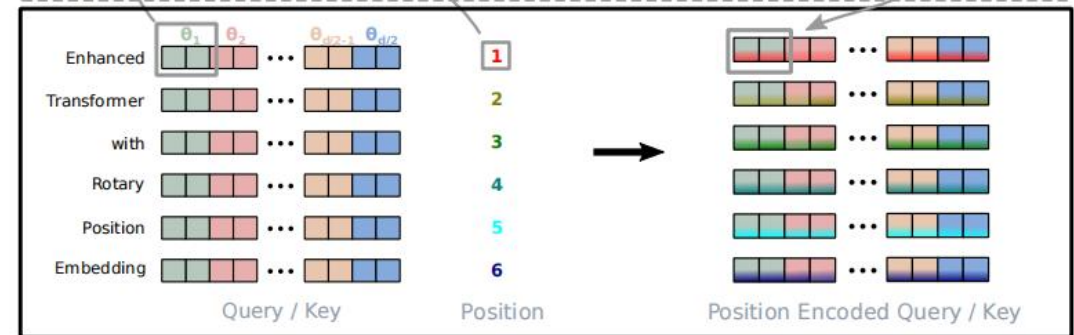 θ1 θ2 θd/2-1 θd/2
Enhanced ••• 1 •••
Transformer ••• 2 •••
with ••• 3 •••
Rotary ••• 4 •••
Position ••• 5 •••
Embedding ••• 6 •••
Query / Key Position Position Encoded Query / Key